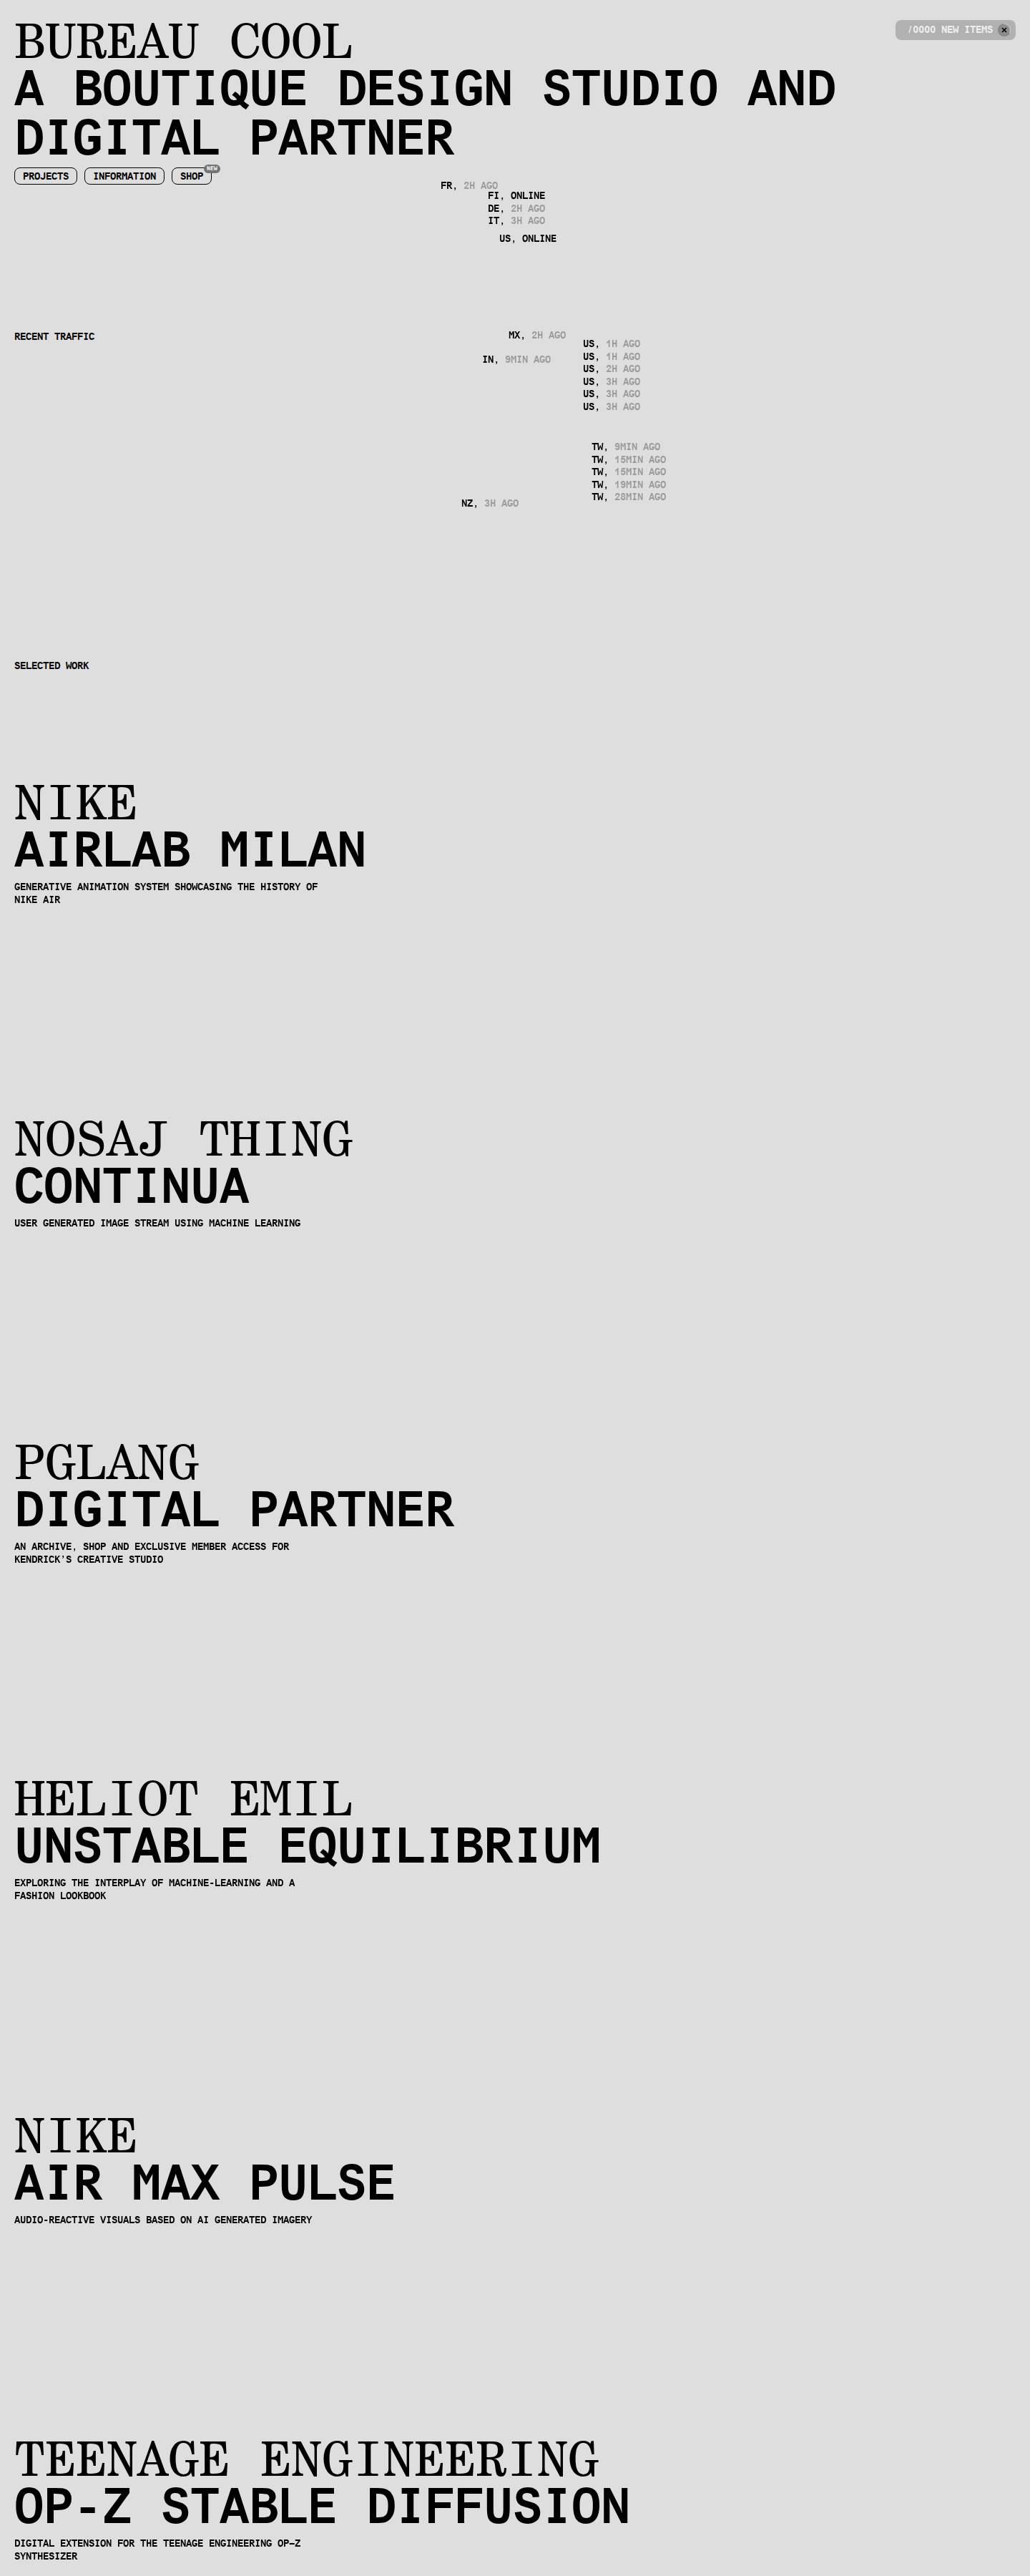 BUREAU COOL
/0000 NEW ITEMS
A BOUTIQUE DESIGN STUDIO AND
DIGITAL PARTNER
PROJECTS
INFORMATION
SHOP
NEW
FR, 2H AGO
FI, ONLINE
DE, 2H AGO
IT, 3H AGO
US, ONLINE
RECENT TRAFFIC
MX, 2H AGO
IN, 9MIN AGO
US, 1H AGO
US, 1H AGO
US, 2H AGO
US, 3H AGO
US, 3H AGO
US, 3H AGO
TW, 9MIN AGO
TW, 15MIN AGO
TW, 15MIN AGO
TW, 19MIN AGO
TW, 28MIN AGO
NZ, 3H AGO
SELECTED WORK
NIKE
AIRLAB MILAN
GENERATIVE ANIMATION SYSTEM SHOWCASING THE HISTORY OF
NIKE AIR
NOSAJ THING
CONTINUA
USER GENERATED IMAGE STREAM USING MACHINE LEARNING
PGLANG
DIGITAL PARTNER
AN ARCHIVE, SHOP AND EXCLUSIVE MEMBER ACCESS FOR
KENDRICK'S CREATIVE STUDIO
HELIOT EMIL
UNSTABLE EQUILIBRIUM
EXPLORING THE INTERPLAY OF MACHINE-LEARNING AND A
FASHION LOOKBOOK
NIKE
AIR MAX PULSE
AUDIO-REACTIVE VISUALS BASED ON AI GENERATED IMAGERY
TEENAGE ENGINEERING
OP-Z STABLE DIFFUSION
DIGITAL EXTENSION FOR THE TEENAGE ENGINEERING OP–Z
SYNTHESIZER